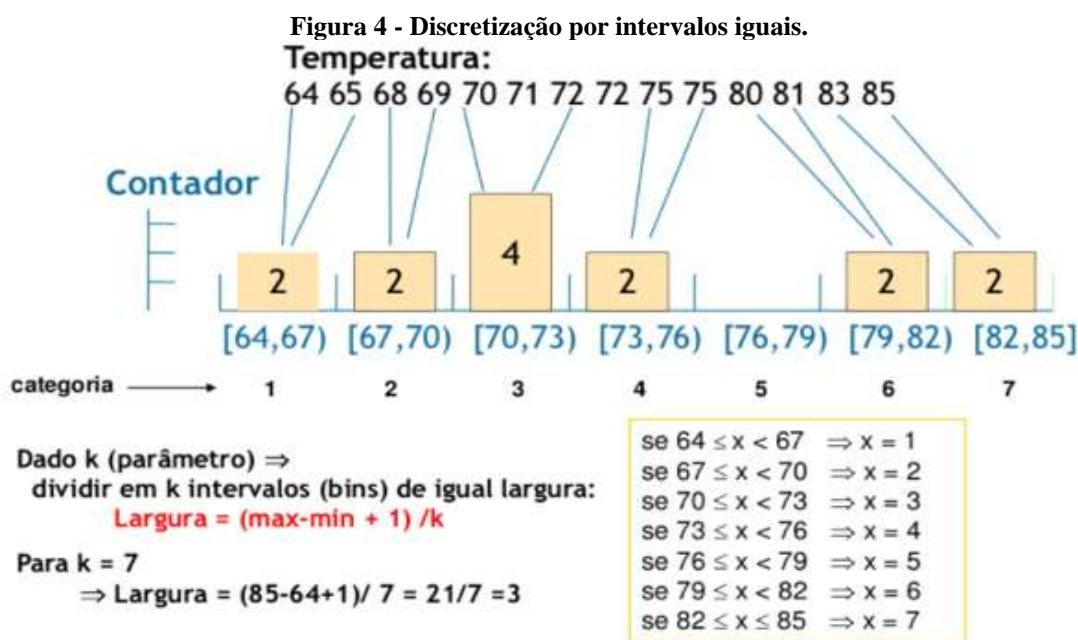 Figura 4 - Discretização por intervalos iguais.
Temperatura:
64 65 68 69 70 71 72 72 75 75 80 81 83 85
Contador
2 2 4 2 2 2
[64,67) [67,70) [70,73) [73,76) [76,79) [79,82) [82,85]
categoria 1 2 3 4 5 6 7
Dado k (parâmetro) ⇒
dividir em k intervalos (bins) de igual largura:
Largura = (max-min + 1) /k
Para k = 7
⇒ Largura = (85-64+1)/ 7 = 21/7 =3
se 64 ≤ x < 67 ⇒ x = 1
se 67 ≤ x < 70 ⇒ x = 2
se 70 ≤ x < 73 ⇒ x = 3
se 73 ≤ x < 76 ⇒ x = 4
se 76 ≤ x < 79 ⇒ x = 5
se 79 ≤ x < 82 ⇒ x = 6
se 82 ≤ x ≤ 85 ⇒ x = 7